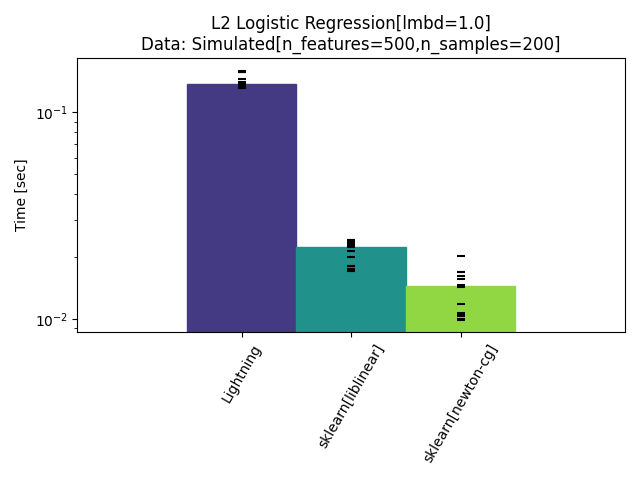 L2 Logistic Regression[lmbd=1.0]
Data: Simulated[n_features=500,n_samples=200]
Time [sec]
10⁻¹
10⁻²
Lightning
sklearn[liblinear]
sklearn[newton-cg]